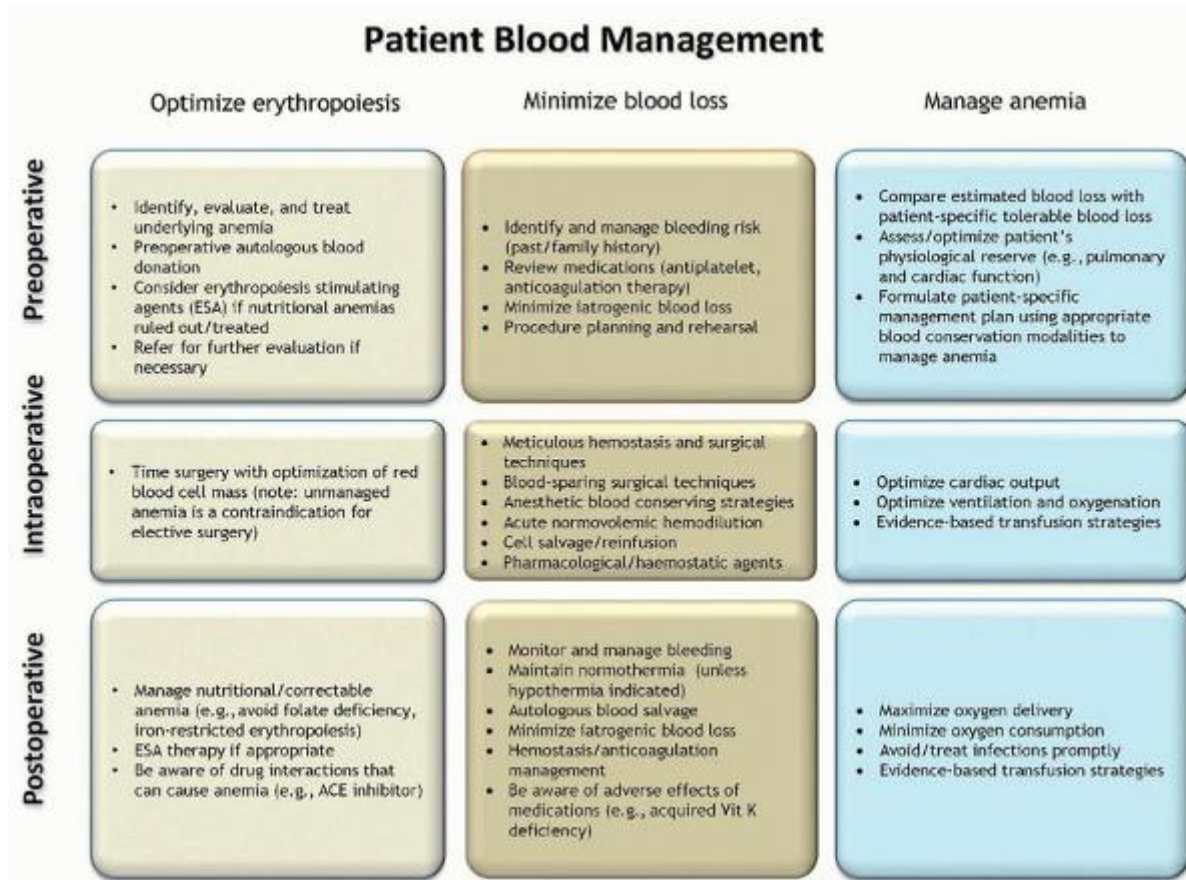 Patient Blood Management
Optimize erythropoiesis
Minimize blood loss
Manage anemia
Preoperative
• Identify, evaluate, and treat
underlying anemia
• Preoperative autologous blood
donation
• Consider erythropoiesis stimulating
agents (ESA) if nutritional anemias
ruled out/treated
• Refer for further evaluation if
necessary
• Identify and manage bleeding risk
(past/family history)
• Review medications (antiplatelet,
anticoagulation therapy)
• Minimize iatrogenic blood loss
• Procedure planning and rehearsal
• Compare estimated blood loss with
patient-specific tolerable blood loss
• Assess/optimize patient's
physiological reserve (e.g., pulmonary
and cardiac function)
• Formulate patient-specific
management plan using appropriate
blood conservation modalities to
manage anemia
Intraoperative
• Time surgery with optimization of red
blood cell mass (note: unmanaged
anemia is a contraindication for
elective surgery)
• Meticulous hemostasis and surgical
techniques
• Blood-sparing surgical techniques
• Anesthetic blood conserving strategies
• Acute normovolemic hemodilution
• Cell salvage/reinfusion
• Pharmacological/haemostatic agents
• Optimize cardiac output
• Optimize ventilation and oxygenation
• Evidence-based transfusion strategies
Postoperative
• Manage nutritional/correctable
anemia (e.g., avoid folate deficiency,
iron-restricted erythropoiesis)
• ESA therapy if appropriate
• Be aware of drug interactions that
can cause anemia (e.g., ACE inhibitor)
• Monitor and manage bleeding
• Maintain normothermia (unless
hypothermia indicated)
• Autologous blood salvage
• Minimize iatrogenic blood loss
• Hemostasis/anticoagulation
management
• Be aware of adverse effects of
medications (e.g., acquired Vit K
deficiency)
• Maximize oxygen delivery
• Minimize oxygen consumption
• Avoid/treat infections promptly
• Evidence-based transfusion strategies